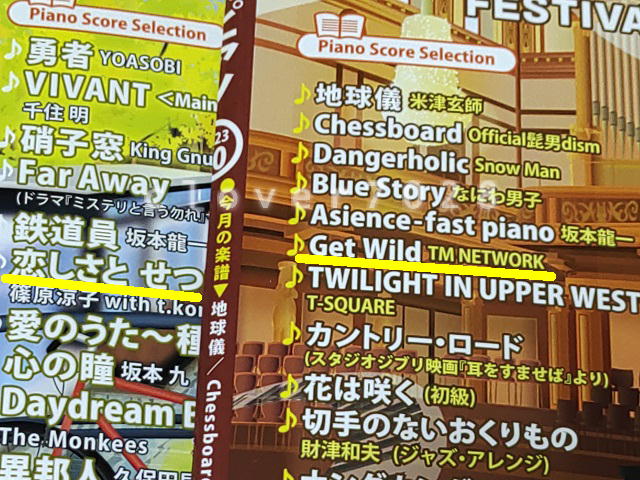 Piano Score Selection
勇者 YOASOBI
VIVANT <Main
千住 明
硝子窓 King Gnu
Far Away
(ドラマ『ミステリと言う勿れ』
鉄道員 坂本龍一
恋しさと せつ
篠原涼子 with t.kor
愛のうた~種
心の瞳 坂本 九
Daydream B
The Monkees
異邦人 久保田早
23
●今月の楽譜▼地球儀/Chessboard
FESTIVA
Piano Score Selection
地球儀 米津玄師
Chessboard Official髭男dism
Dangerholic Snow Man
Blue Story なにわ男子
Asience-fast piano 坂本龍一
Get Wild TM NETWORK
TWILIGHT IN UPPER WEST
T-SQUARE
カントリー・ロード
(スタジオジブリ映画『耳をすませば』より)
花は咲く (初級)
切手のないおくりもの
財津和夫 (ジャズ・アレンジ)